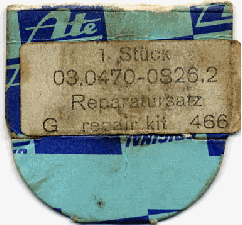 Ate
1 Stück
03.0470-0826.2
Reparatursatz
G repair kit 466